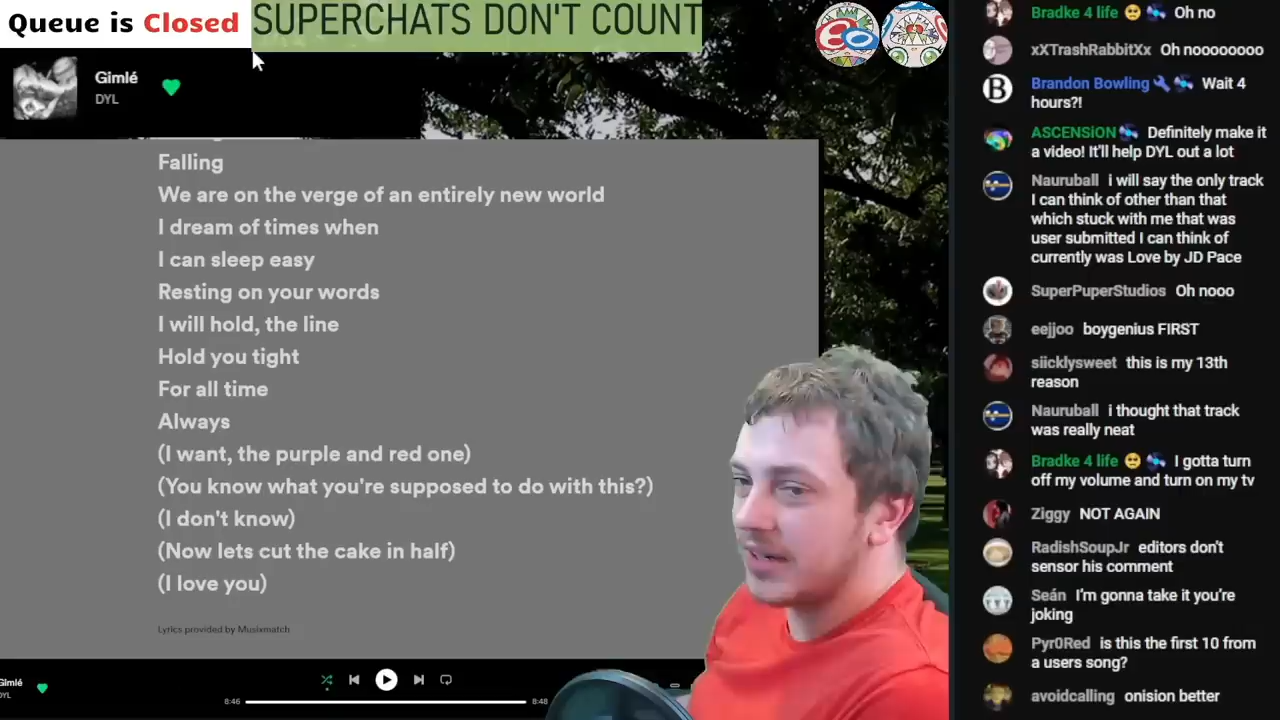 Queue is Closed
SUPERCHATS DON'T COUNT
Gimlé
DYL
Falling
We are on the verge of an entirely new world
I dream of times when
I can sleep easy
Resting on your words
I will hold, the line
Hold you tight
For all time
Always
(I want, the purple and red one)
(You know what you're supposed to do with this?)
(I don't know)
(Now lets cut the cake in half)
(I love you)
Lyrics provided by Musixmatch
Gimlé
DYL
8:46
8:48
Bradke 4 life Oh no
xXTrashRabbitXx Oh noooooooo
Brandon Bowling Wait 4
hours?!
ASCENSiON Definitely make it
a video! It'll help DYL out a lot
Nauruball i will say the only track
I can think of other than that
which stuck with me that was
user submitted I can think of
currently was Love by JD Pace
SuperPuperStudios Oh nooo
eejjoo boygenius FIRST
siicklysweet this is my 13th
reason
Nauruball i thought that track
was really neat
Bradke 4 life I gotta turn
off my volume and turn on my tv
Ziggy NOT AGAIN
RadishSoupJr editors don't
sensor his comment
Seán I'm gonna take it you're
joking
Pyr0Red is this the first 10 from
a users song?
avoidcalling onision better